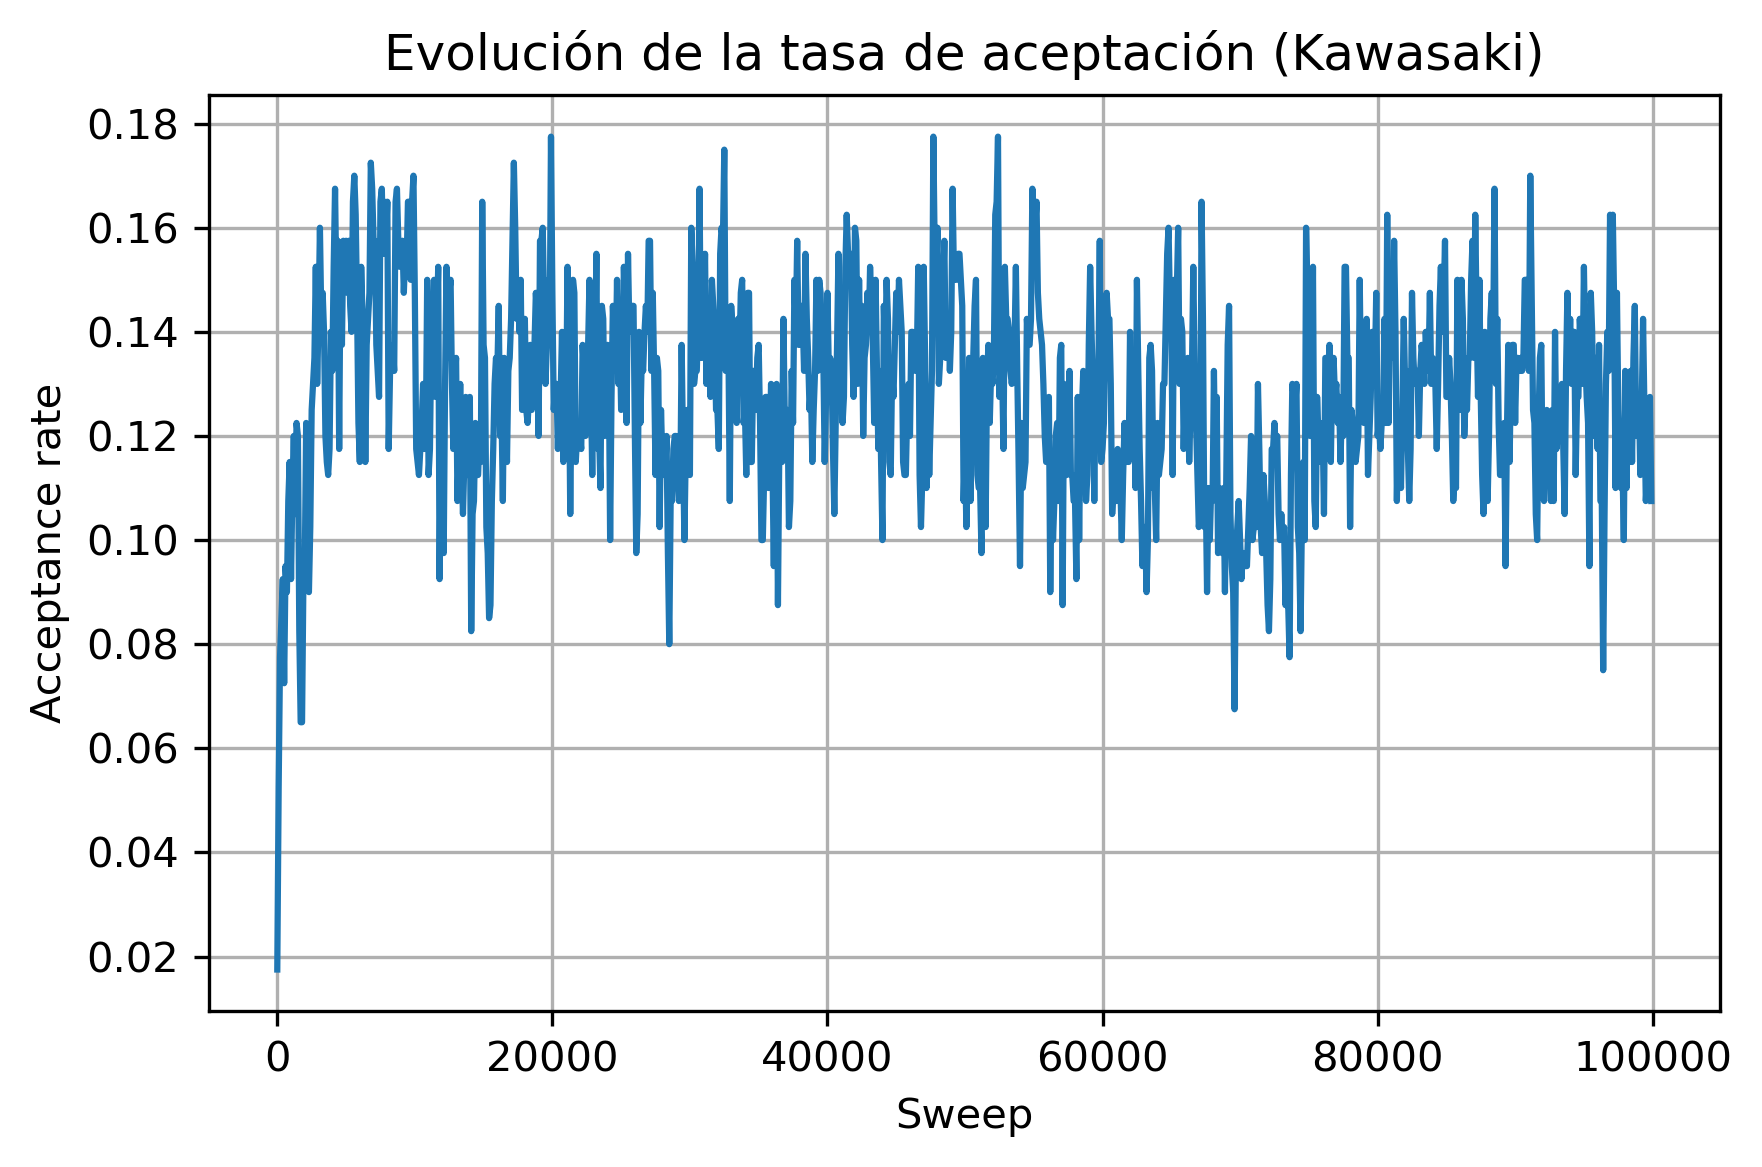 Evolución de la tasa de aceptación (Kawasaki)
0.18
0.16
0.14
0.12
0.10
0.08
0.06
0.04
0.02
Acceptance rate
0 20000 40000 60000 80000 100000
Sweep